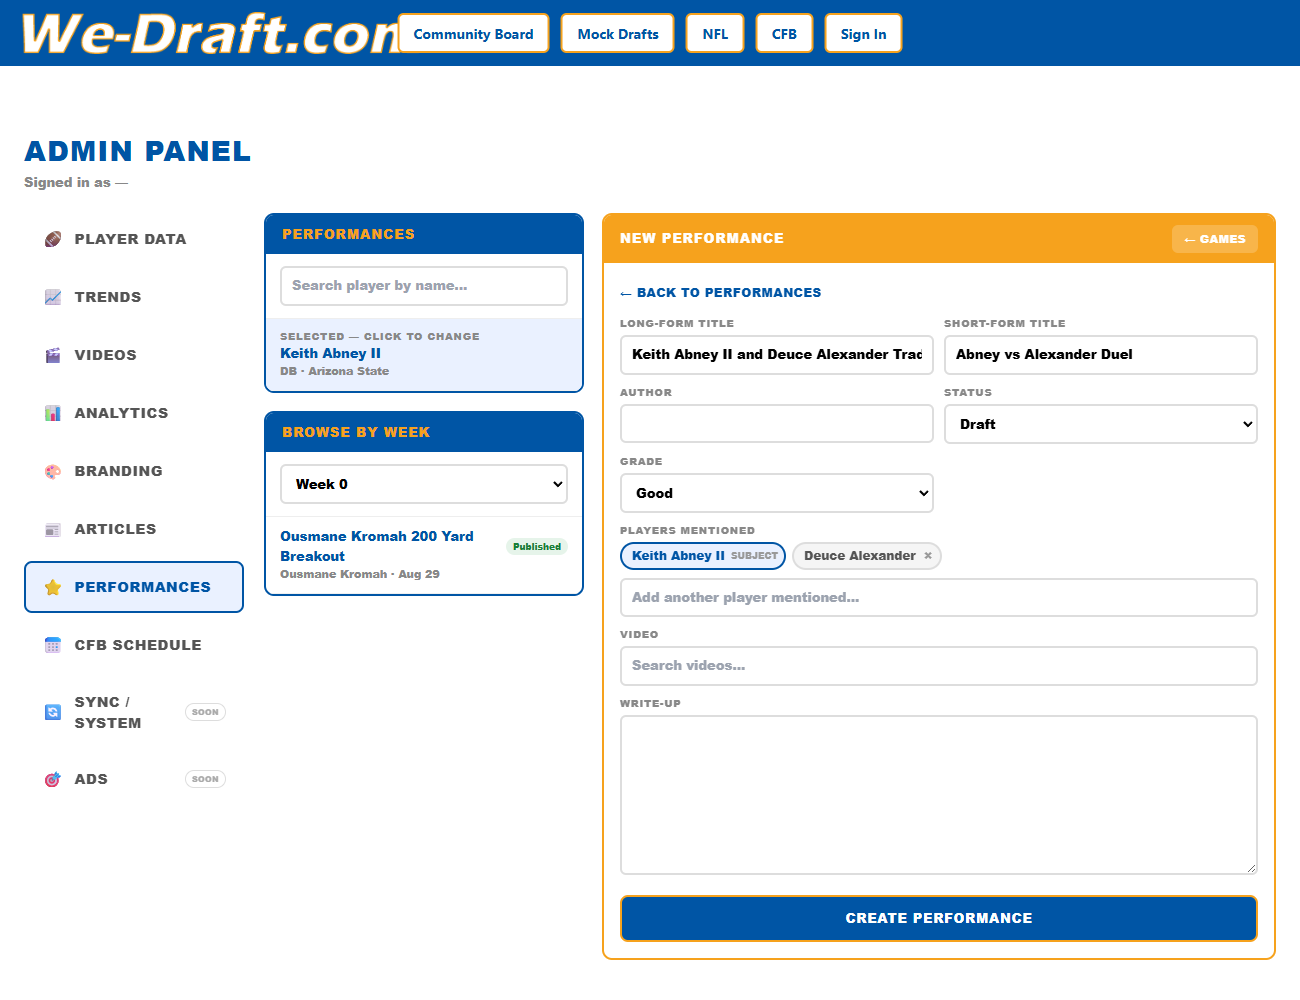 We-Draft.com
Community Board
Mock Drafts
NFL
CFB
Sign In
ADMIN PANEL
Signed in as —
PLAYER DATA
TRENDS
VIDEOS
ANALYTICS
BRANDING
ARTICLES
PERFORMANCES
CFB SCHEDULE
SYNC /
SYSTEM
SOON
ADS
SOON
PERFORMANCES
Search player by name...
SELECTED — CLICK TO CHANGE
Keith Abney II
DB · Arizona State
BROWSE BY WEEK
Week 0
Ousmane Kromah 200 Yard
Breakout
Published
Ousmane Kromah · Aug 29
NEW PERFORMANCE
← GAMES
← BACK TO PERFORMANCES
LONG-FORM TITLE
Keith Abney II and Deuce Alexander Trad
SHORT-FORM TITLE
Abney vs Alexander Duel
AUTHOR
STATUS
Draft
GRADE
Good
PLAYERS MENTIONED
Keith Abney II SUBJECT
Deuce Alexander ×
Add another player mentioned...
VIDEO
Search videos...
WRITE-UP
CREATE PERFORMANCE